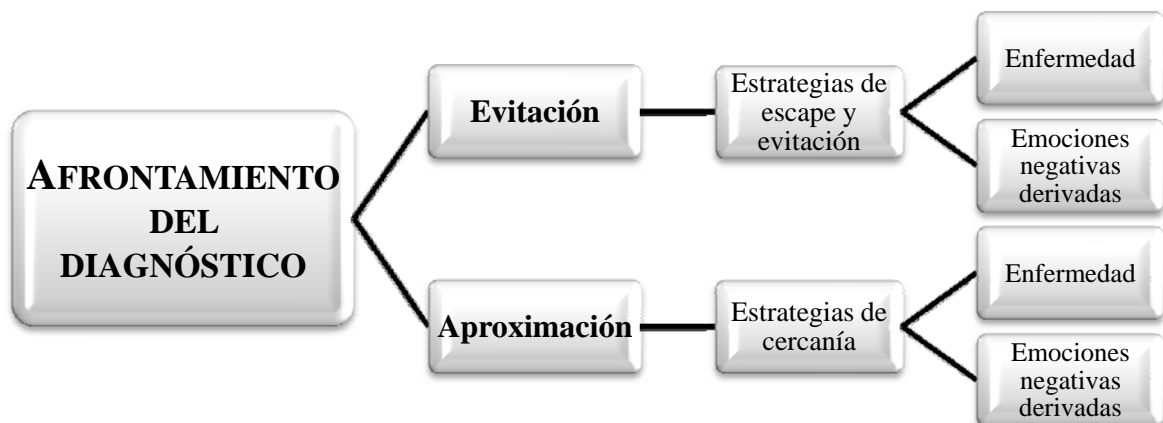 AFRONTAMIENTO
DEL
DIAGNÓSTICO
Evitación
Estrategias de
escape y
evitación
Enfermedad
Emociones
negativas
derivadas
Aproximación
Estrategias de
cercanía
Enfermedad
Emociones
negativas
derivadas